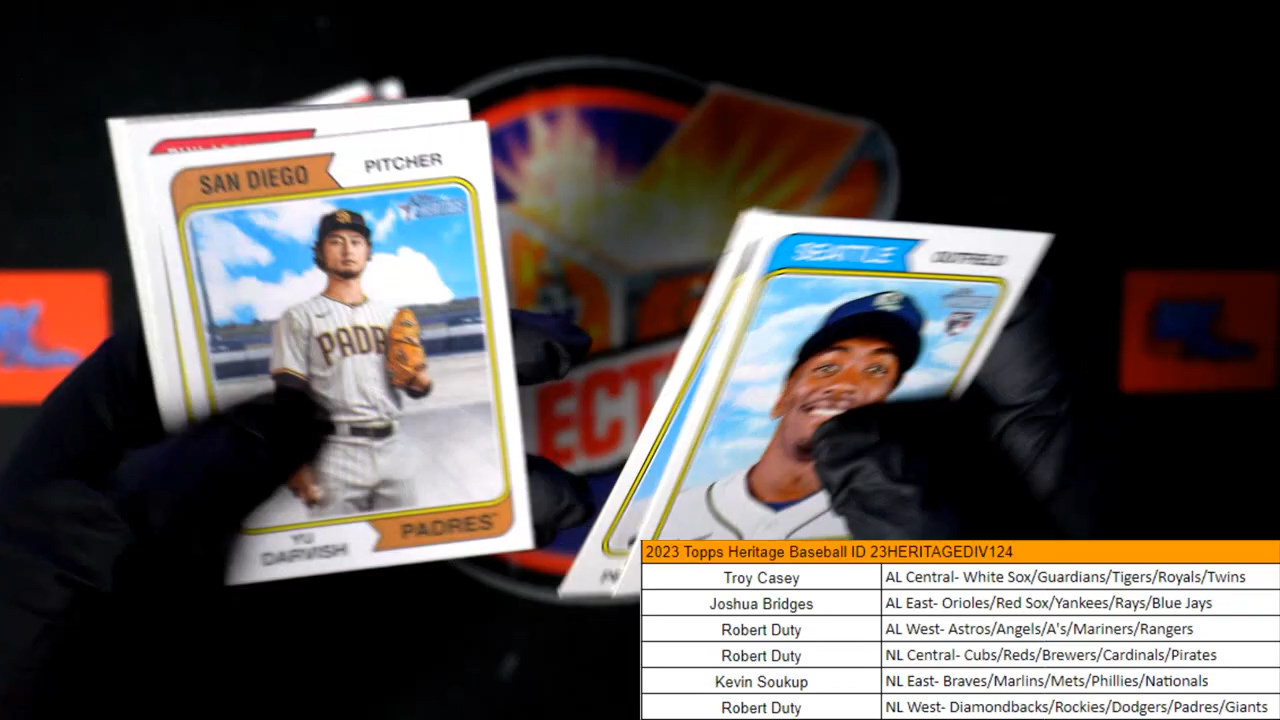 SAN DIEGO
PITCHER
PADR
YU
DARVISH
PADRES
SEATTLE
OUTFIELD
RC
ECT
2023 Topps Heritage Baseball ID 23HERITAGEDIV124
Troy Casey AL Central- White Sox/Guardians/Tigers/Royals/Twins
Joshua Bridges AL East- Orioles/Red Sox/Yankees/Rays/Blue Jays
Robert Duty AL West- Astros/Angels/A's/Mariners/Rangers
Robert Duty NL Central- Cubs/Reds/Brewers/Cardinals/Pirates
Kevin Soukup NL East- Braves/Marlins/Mets/Phillies/Nationals
Robert Duty NL West- Diamondbacks/Rockies/Dodgers/Padres/Giants